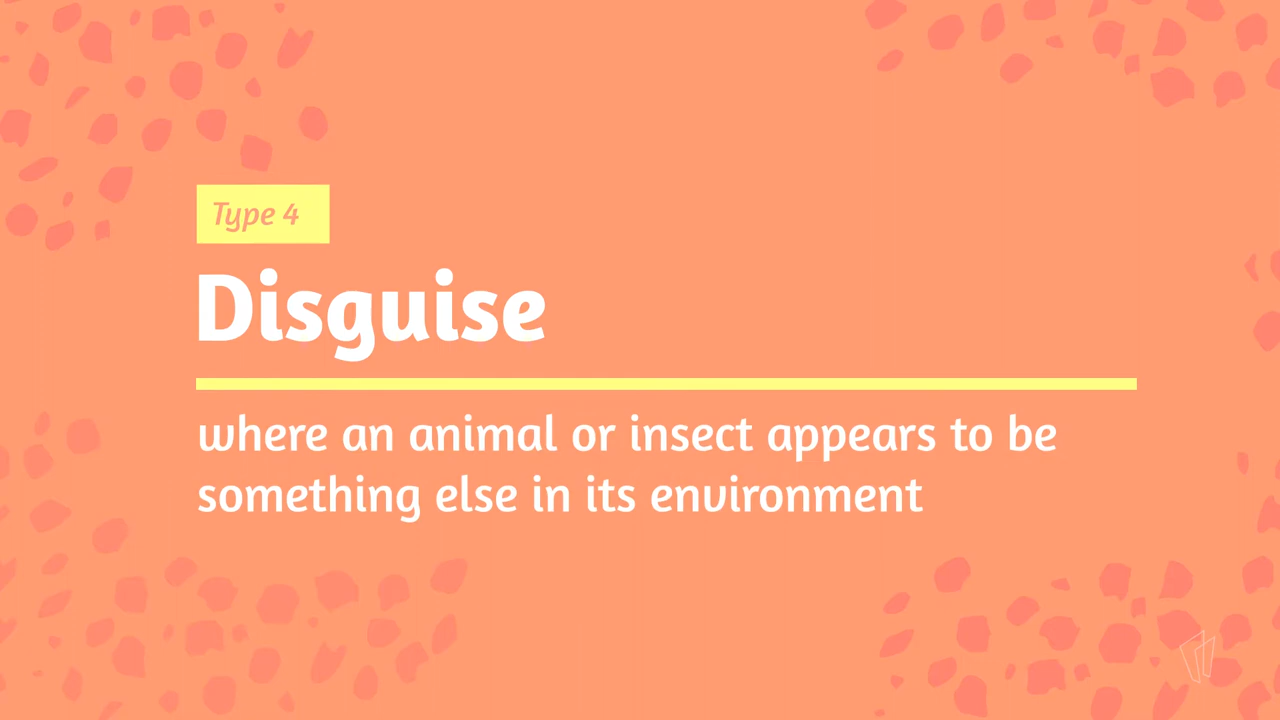 Type 4
Disguise
where an animal or insect appears to be
something else in its environment